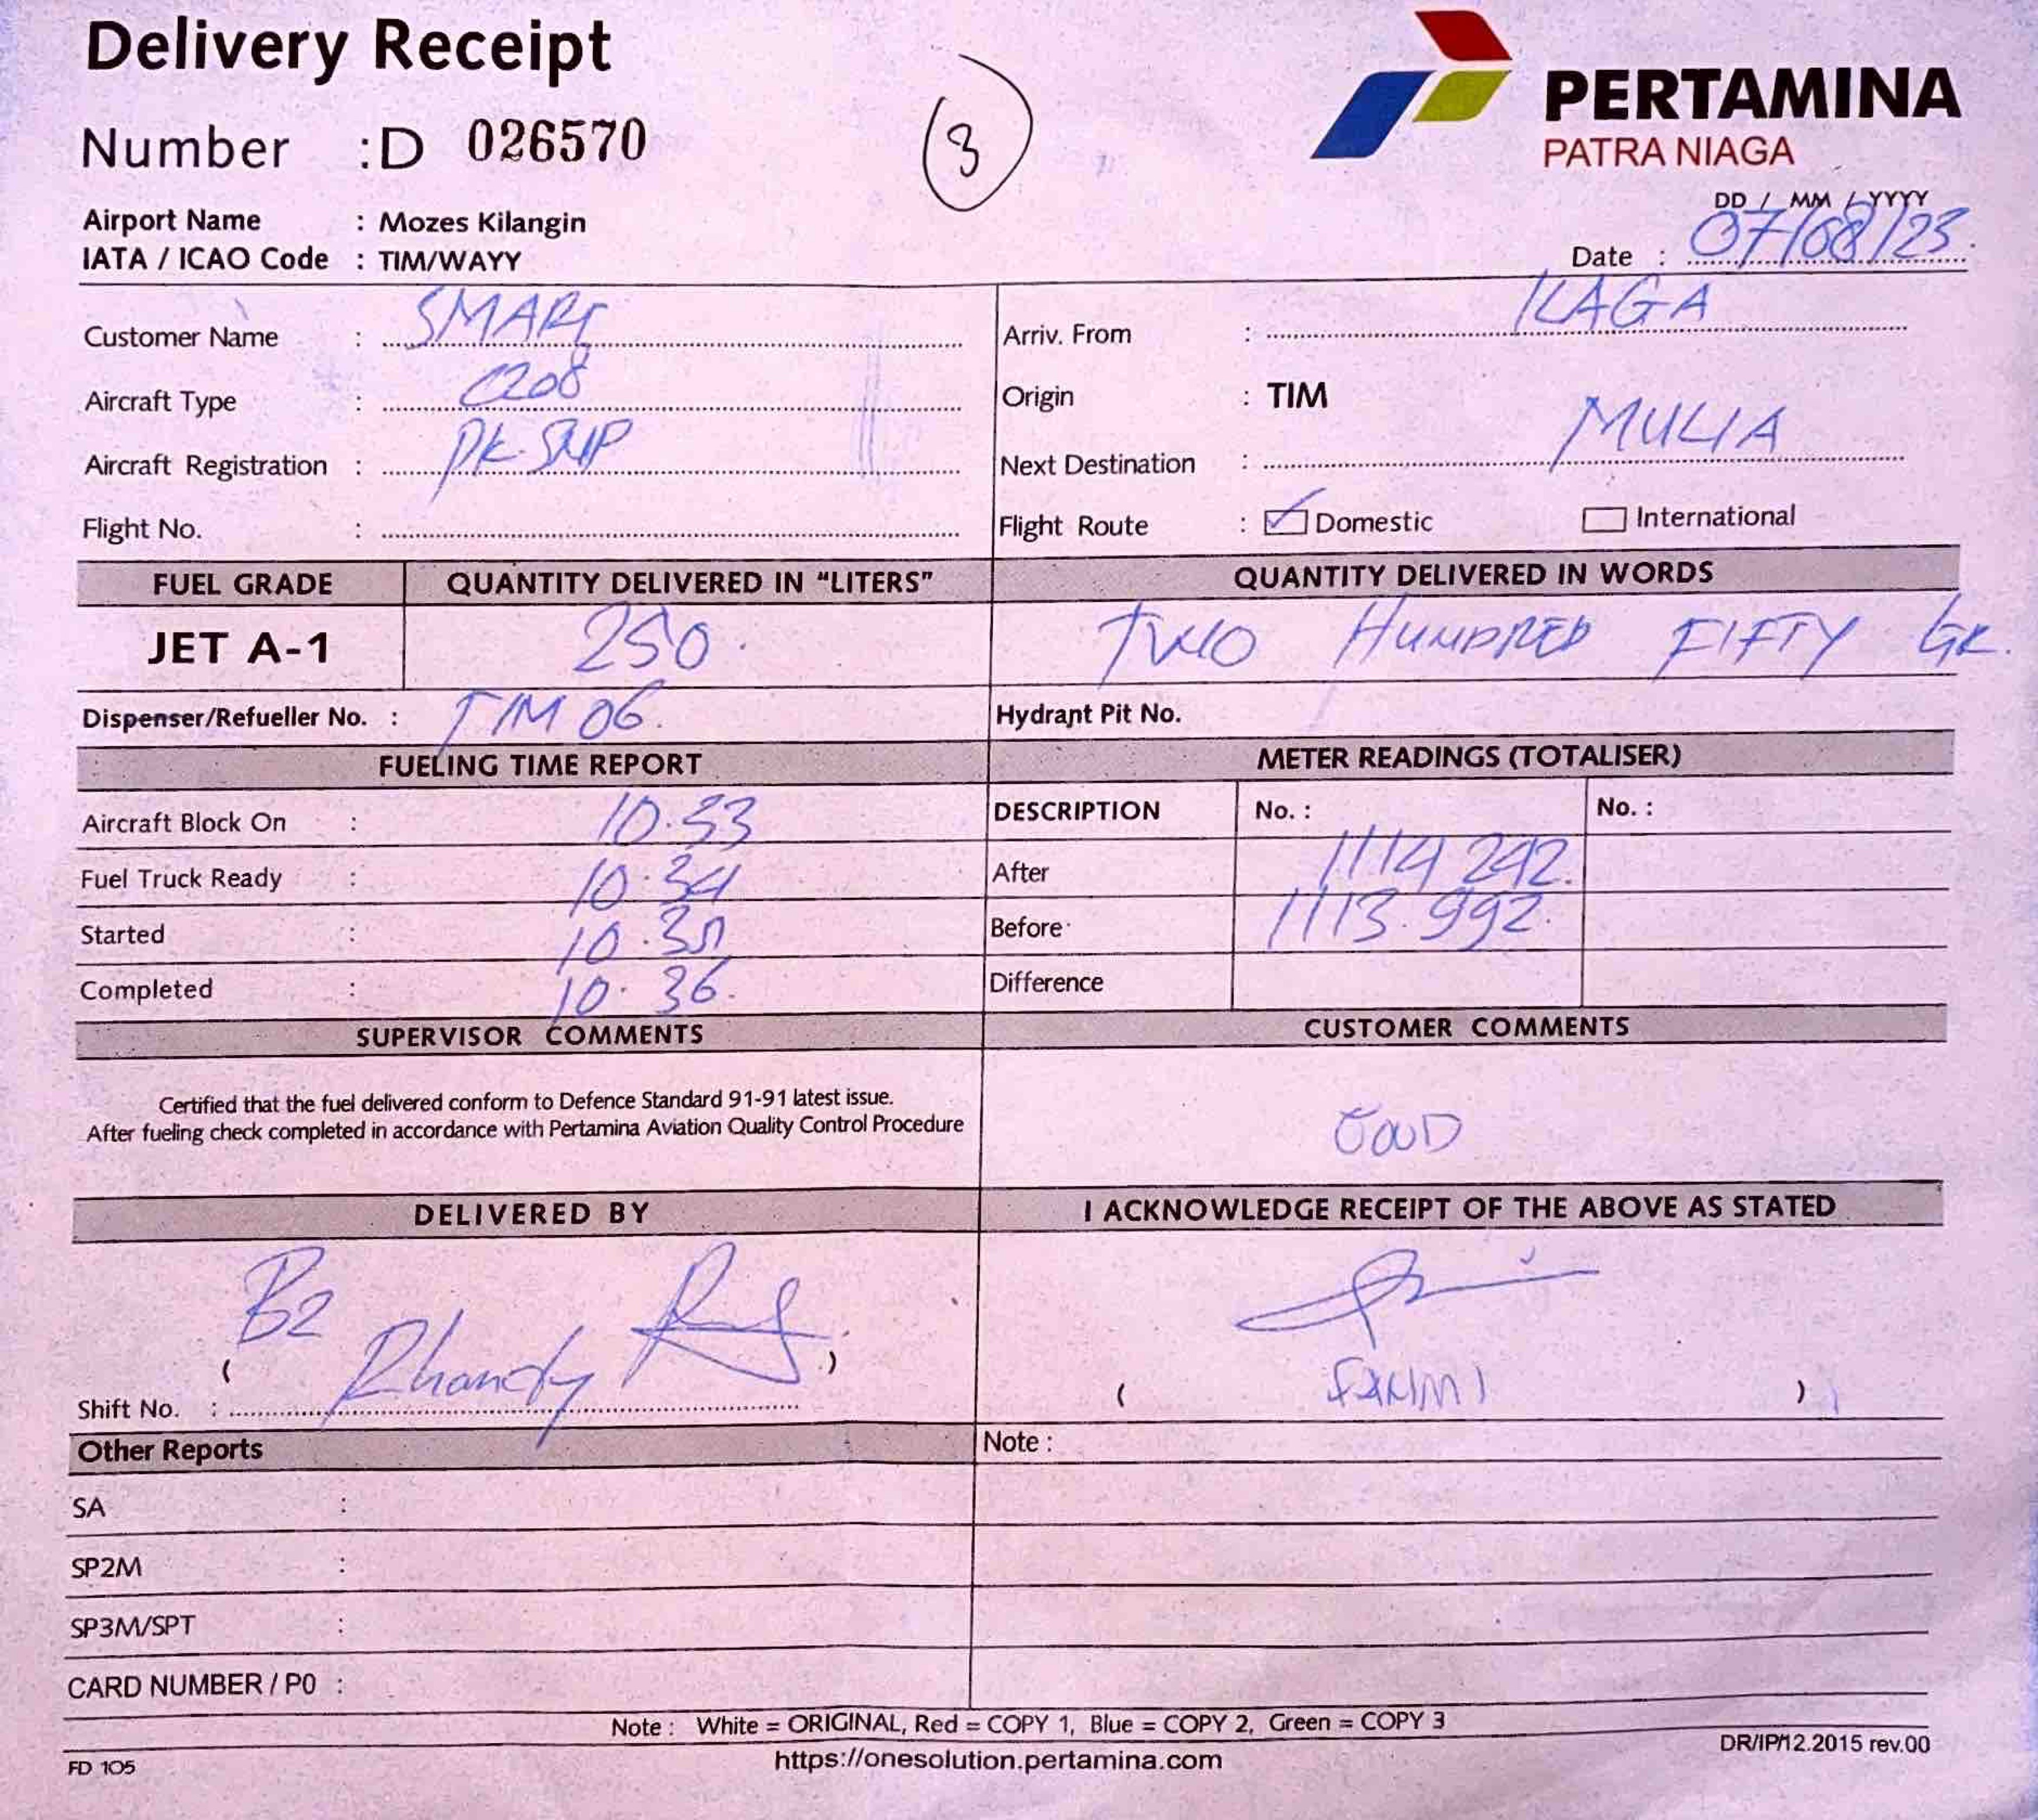 Delivery Receipt
PERTAMINA
PATRA NIAGA
Number : D 026570
3
Airport Name : Mozes Kilangin
IATA / ICAO Code : TIM/WAYY
DD / MM / YYYY
Date : 07/08/23.
Customer Name : SMART
Arriv. From : ILAGA
Aircraft Type : C208
Origin : TIM
Aircraft Registration : PK-
Next Destination : MULIA
Flight No. :
Flight Route : Domestic International
FUEL GRADE QUANTITY DELIVERED IN "LITERS" QUANTITY DELIVERED IN WORDS
JET A-1 250. TWO HUNDRED FIFTY
Dispenser/Refueller No. : TIM 06. Hydrant Pit No.
FUELING TIME REPORT METER READINGS (TOTALISER)
Aircraft Block On : DESCRIPTION No. : No. :
Fuel Truck Ready : 10.34 After 1114 242.
Started : Before 1113.992.
Completed : 10.36. Difference
SUPERVISOR COMMENTS CUSTOMER COMMENTS
Certified that the fuel delivered conform to Defence Standard 91-91 latest issue.
After fueling check completed in accordance with Pertamina Aviation Quality Control Procedure
GOOD
DELIVERED BY I ACKNOWLEDGE RECEIPT OF THE ABOVE AS STATED
B2
( Rhandy )
( FAHMI )
Shift No. :
Other Reports Note :
SA :
SP2M :
SP3M/SPT :
CARD NUMBER / P0 :
Note : White = ORIGINAL, Red = COPY 1, Blue = COPY 2, Green = COPY 3
FD 105 https://onesolution.pertamina.com DR/IP/12.2015 rev.00